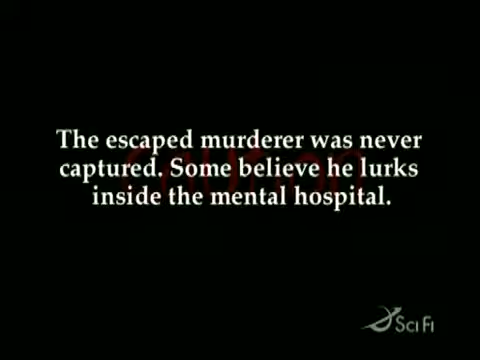 The escaped murderer was never
captured. Some believe he lurks
inside the mental hospital.
Sci Fi